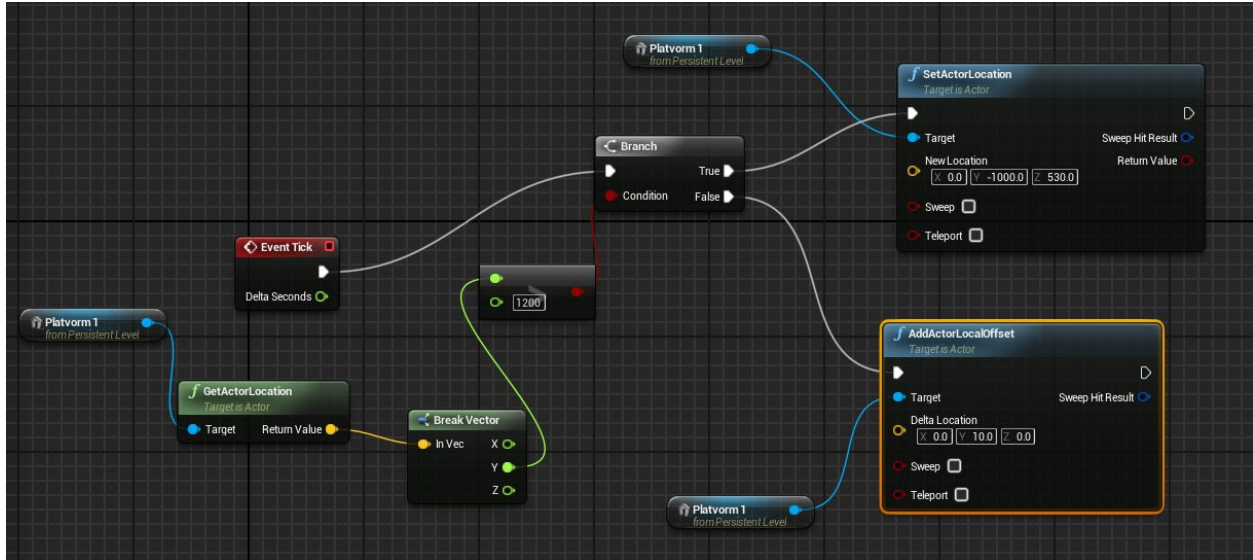 Platvorm 1
from Persistent Level
SetActorLocation
Target is Actor
Target
Sweep Hit Result
New Location
Return Value
X 0.0 Y -1000.0 Z 530.0
Sweep
Teleport
Branch
True
Condition
False
Event Tick
Delta Seconds
1200
Platvorm 1
from Persistent Level
GetActorLocation
Target is Actor
Target
Return Value
Break Vector
In Vec
X
Y
Z
AddActorLocalOffset
Target is Actor
Target
Sweep Hit Result
Delta Location
X 0.0 Y 10.0 Z 0.0
Sweep
Teleport
Platvorm 1
from Persistent Level